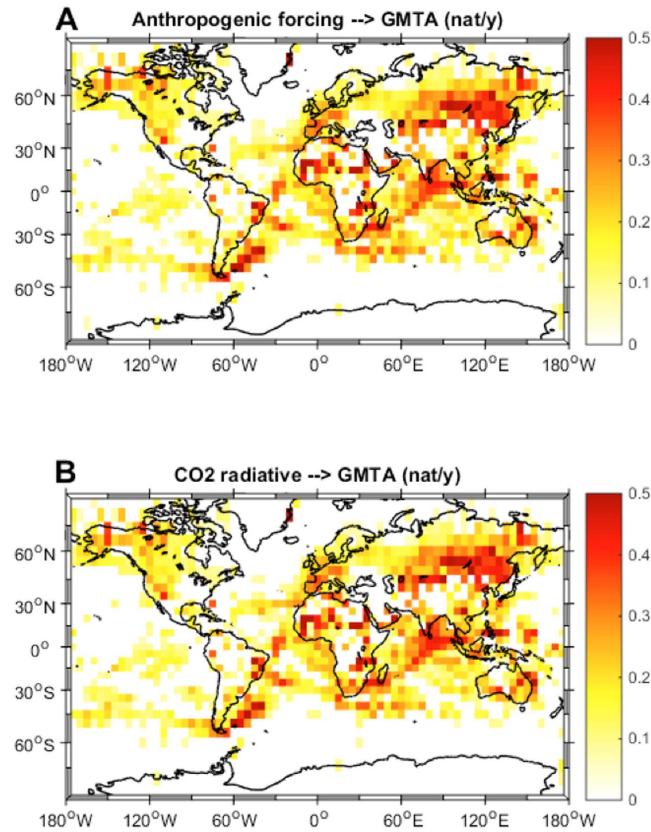 A
Anthropogenic forcing --> GMTA (nat/y)
0.5
60°N
0.4
30°N
0.3
0°
0.2
30°S
0.1
60°S
0
180°W 120°W 60°W 0° 60°E 120°E 180°W
B
CO2 radiative --> GMTA (nat/y)
0.5
60°N
0.4
30°N
0.3
0°
0.2
30°S
0.1
60°S
0
180°W 120°W 60°W 0° 60°E 120°E 180°W